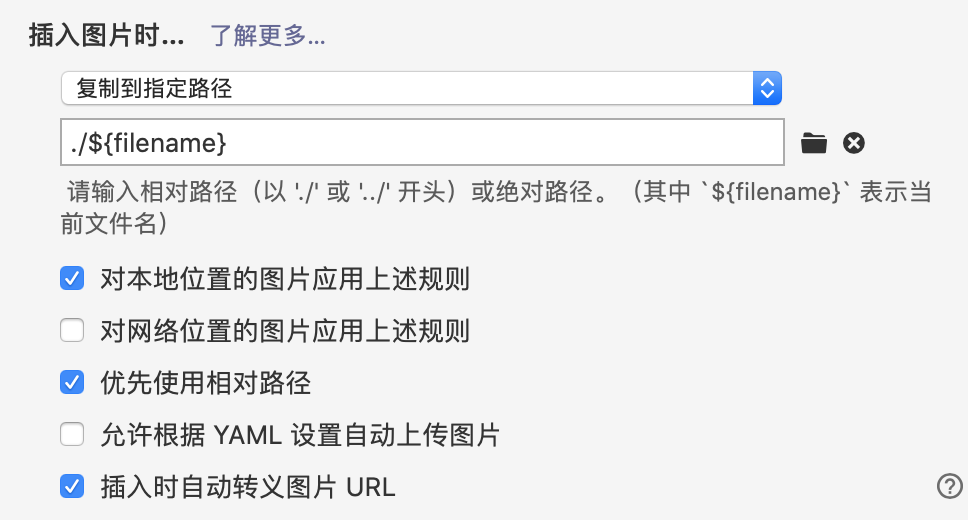 插入图片时... 了解更多...
复制到指定路径
./${filename}
请输入相对路径（以 './' 或 '../' 开头）或绝对路径。（其中 `${filename}` 表示当
前文件名）
对本地位置的图片应用上述规则
对网络位置的图片应用上述规则
优先使用相对路径
允许根据 YAML 设置自动上传图片
插入时自动转义图片 URL